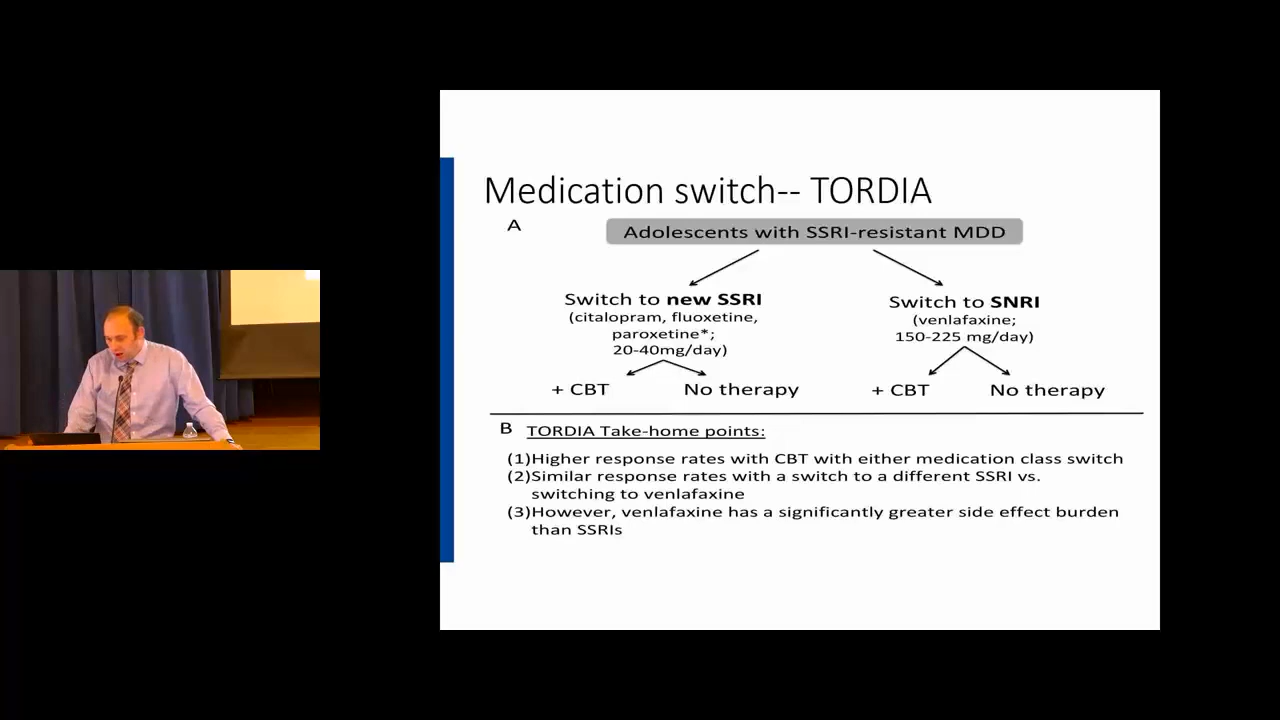 Medication switch-- TORDIA
A
Adolescents with SSRI-resistant MDD
Switch to new SSRI
(citalopram, fluoxetine,
paroxetine*;
20-40mg/day)
Switch to SNRI
(venlafaxine;
150-225 mg/day)
+ CBT
No therapy
+ CBT
No therapy
B
TORDIA Take-home points:
(1)Higher response rates with CBT with either medication class switch
(2)Similar response rates with a switch to a different SSRI vs.
switching to venlafaxine
(3)However, venlafaxine has a significantly greater side effect burden
than SSRIs